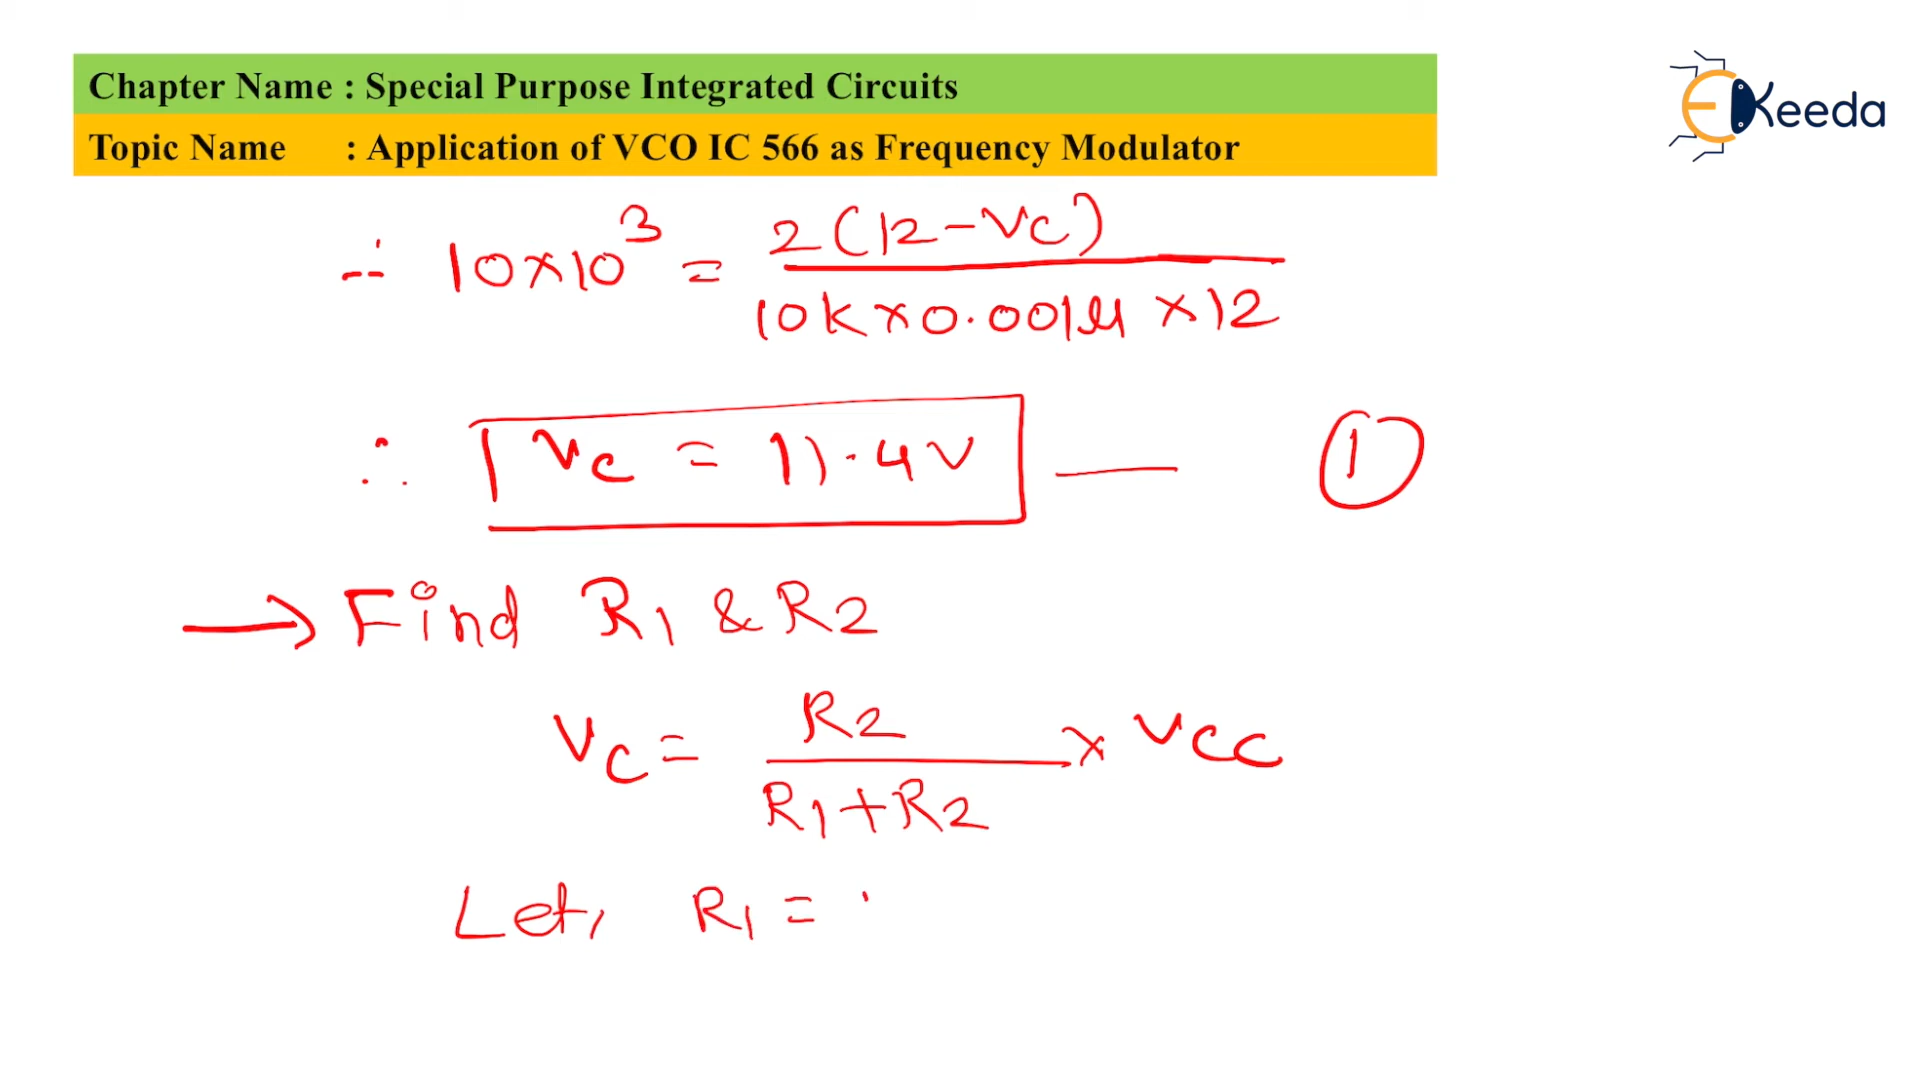 Chapter Name : Special Purpose Integrated Circuits
Topic Name : Application of VCO IC 566 as Frequency Modulator
EKeeda
∴ 10×10³ = 2(12-Vc) / 10K×0.001μ×12
∴ Vc = 11.4V —— ①
→ Find R1 & R2
Vc = R2 / R1+R2 × Vcc
Let, R1 =